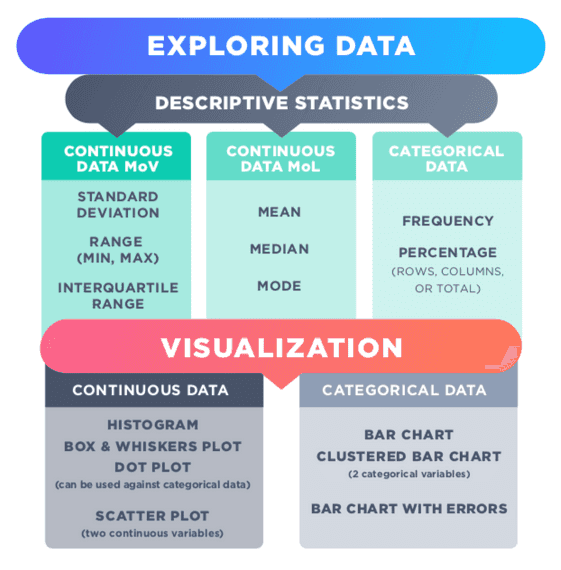 EXPLORING DATA
DESCRIPTIVE STATISTICS
CONTINUOUS
DATA MoV
STANDARD
DEVIATION
RANGE
(MIN, MAX)
INTERQUARTILE
RANGE
CONTINUOUS
DATA MoL
MEAN
MEDIAN
MODE
CATEGORICAL
DATA
FREQUENCY
PERCENTAGE
(ROWS, COLUMNS,
OR TOTAL)
VISUALIZATION
CONTINUOUS DATA
HISTOGRAM
BOX & WHISKERS PLOT
DOT PLOT
(can be used against categorical data)
SCATTER PLOT
(two continuous variables)
CATEGORICAL DATA
BAR CHART
CLUSTERED BAR CHART
(2 categorical variables)
BAR CHART WITH ERRORS